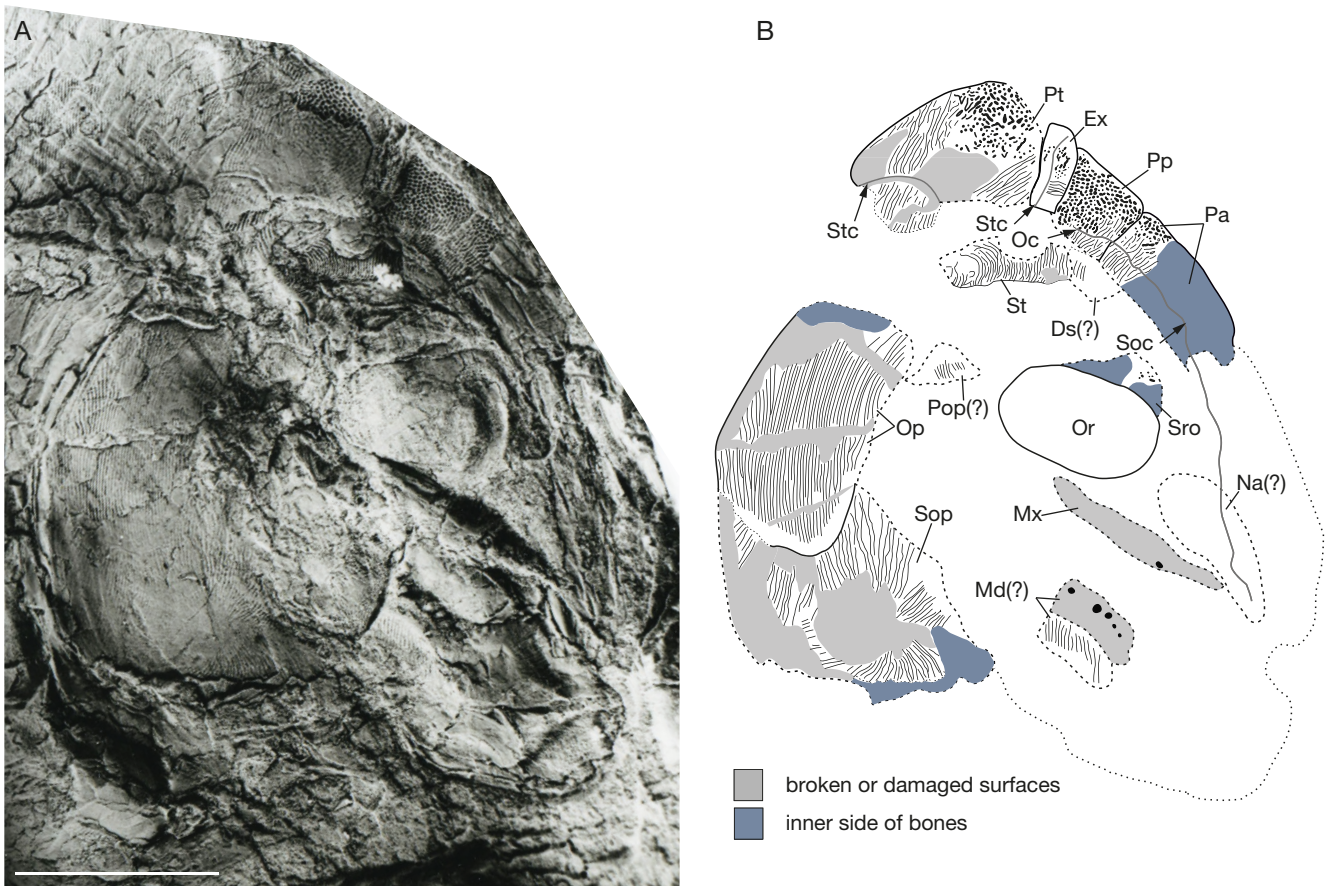 A
B
Pt
Ex
Pp
Pa
Stc
Stc
Oc
St
Ds(?)
Soc
Pop(?)
Op
Or
Sro
Na(?)
Mx
Sop
Md(?)
broken or damaged surfaces
inner side of bones